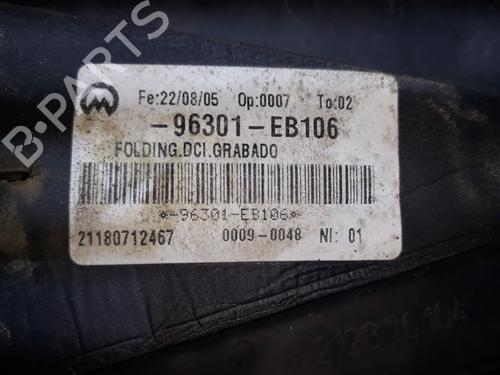 Fe:22/08/05 Op:0007 To:02
-96301-EB106
FOLDING.DCI.GRABADO
*-96301-EB106*
21180712467 0009-0048 NI: 01
B-PARTS